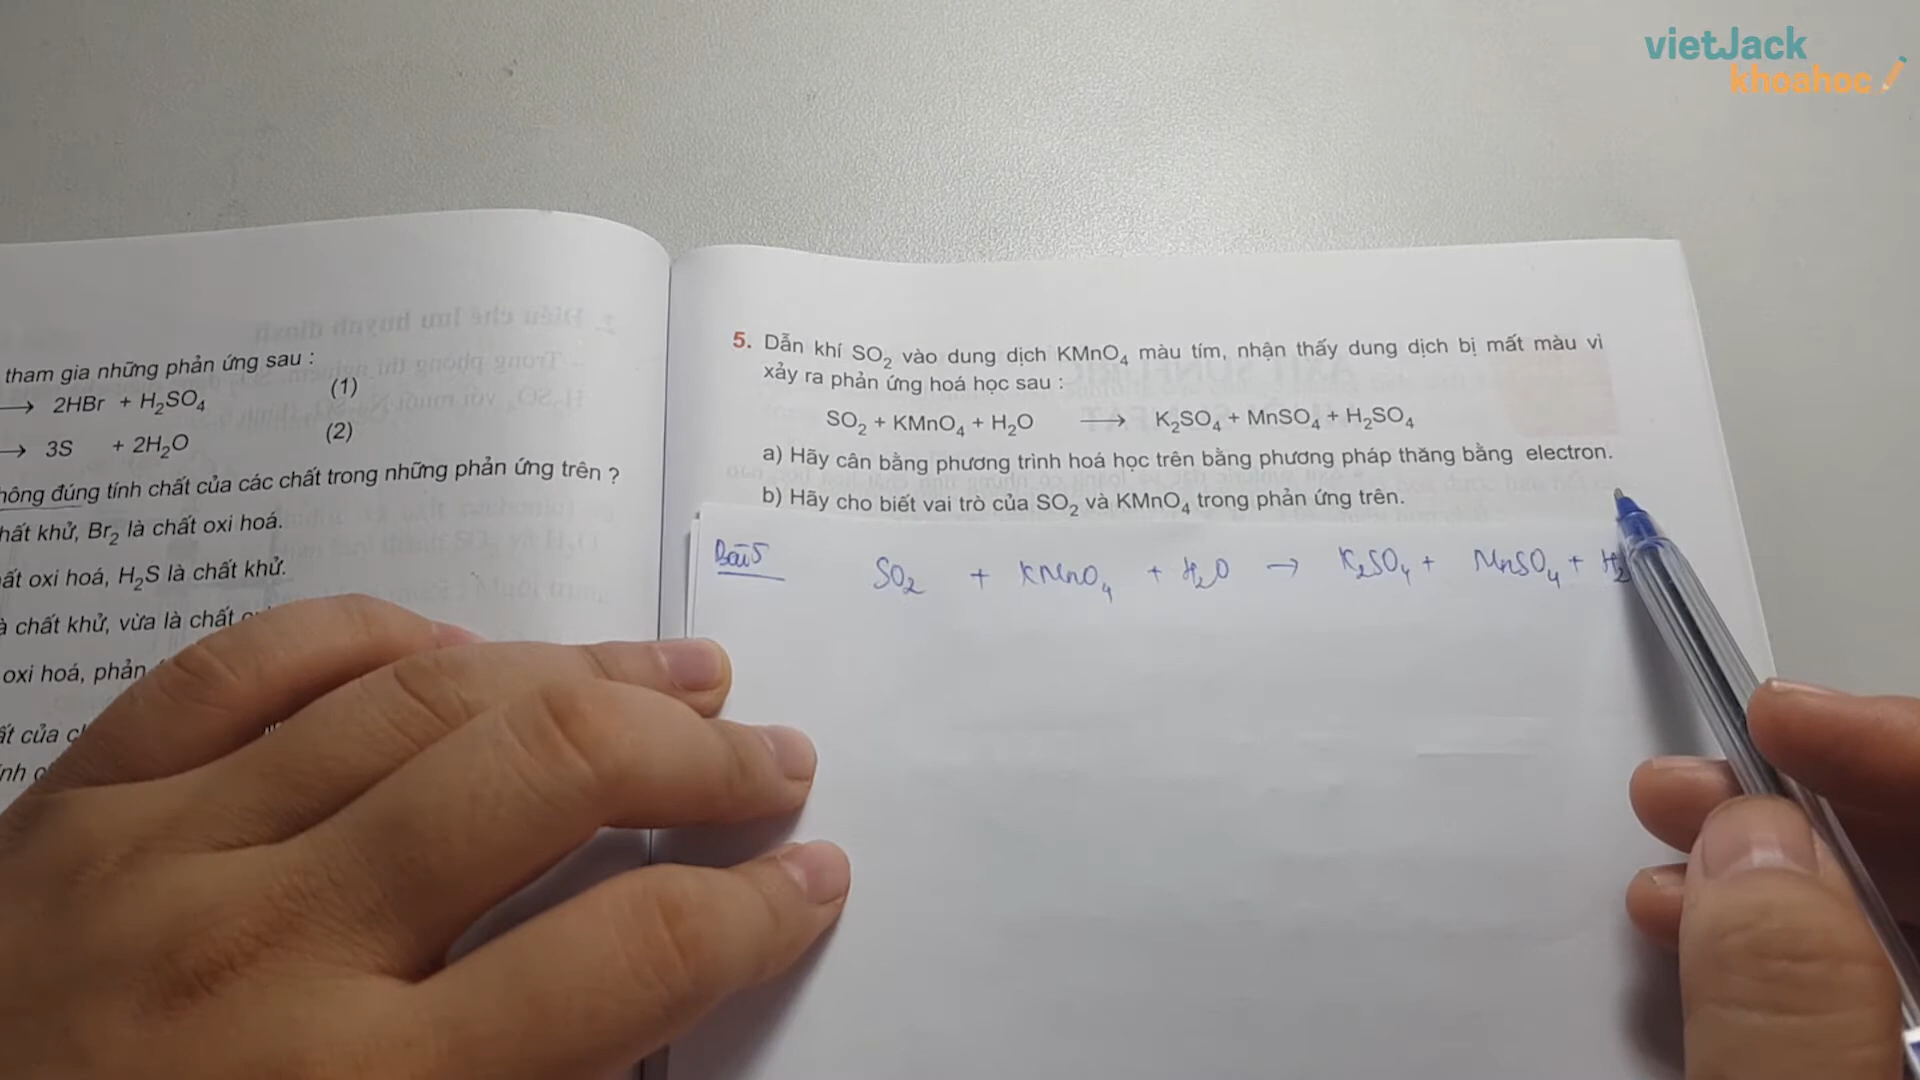 vietJack
khoahoc
tham gia những phản ứng sau :
⟶ 2HBr + H₂SO₄ (1)
→ 3S + 2H₂O (2)
đúng tính chất của các chất trong những phản ứng trên ?
khử, Br₂ là chất oxi hoá.
oxi hoá, H₂S là chất khử.
chất khử, vừa là chất
oxi hoá, phản
của
5. Dẫn khí SO₂ vào dung dịch KMnO₄ màu tím, nhận thấy dung dịch bị mất màu vì
xảy ra phản ứng hoá học sau :
SO₂ + KMnO₄ + H₂O ⟶ K₂SO₄ + MnSO₄ + H₂SO₄
a) Hãy cân bằng phương trình hoá học trên bằng phương pháp thăng bằng electron.
b) Hãy cho biết vai trò của SO₂ và KMnO₄ trong phản ứng trên.
Bài 5 SO₂ + KMnO₄ + H₂O → K₂SO₄ + MnSO₄ + H₂